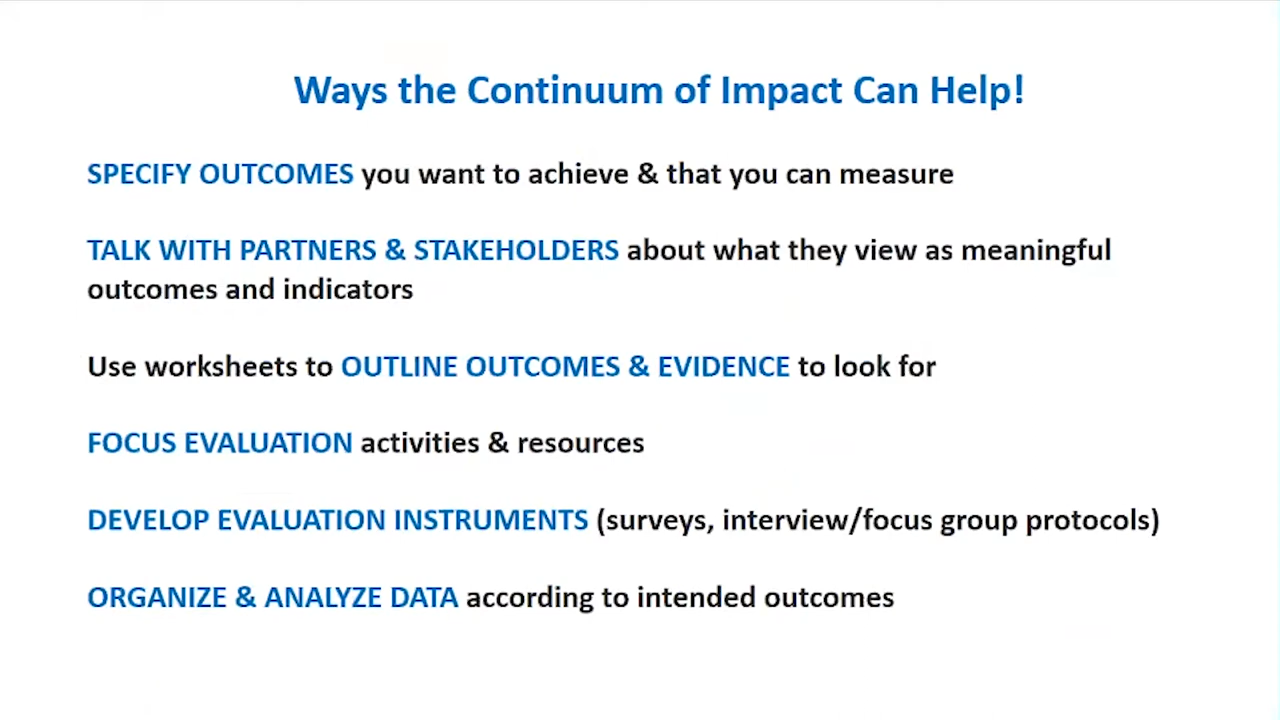 Ways the Continuum of Impact Can Help!
SPECIFY OUTCOMES you want to achieve & that you can measure
TALK WITH PARTNERS & STAKEHOLDERS about what they view as meaningful
outcomes and indicators
Use worksheets to OUTLINE OUTCOMES & EVIDENCE to look for
FOCUS EVALUATION activities & resources
DEVELOP EVALUATION INSTRUMENTS (surveys, interview/focus group protocols)
ORGANIZE & ANALYZE DATA according to intended outcomes